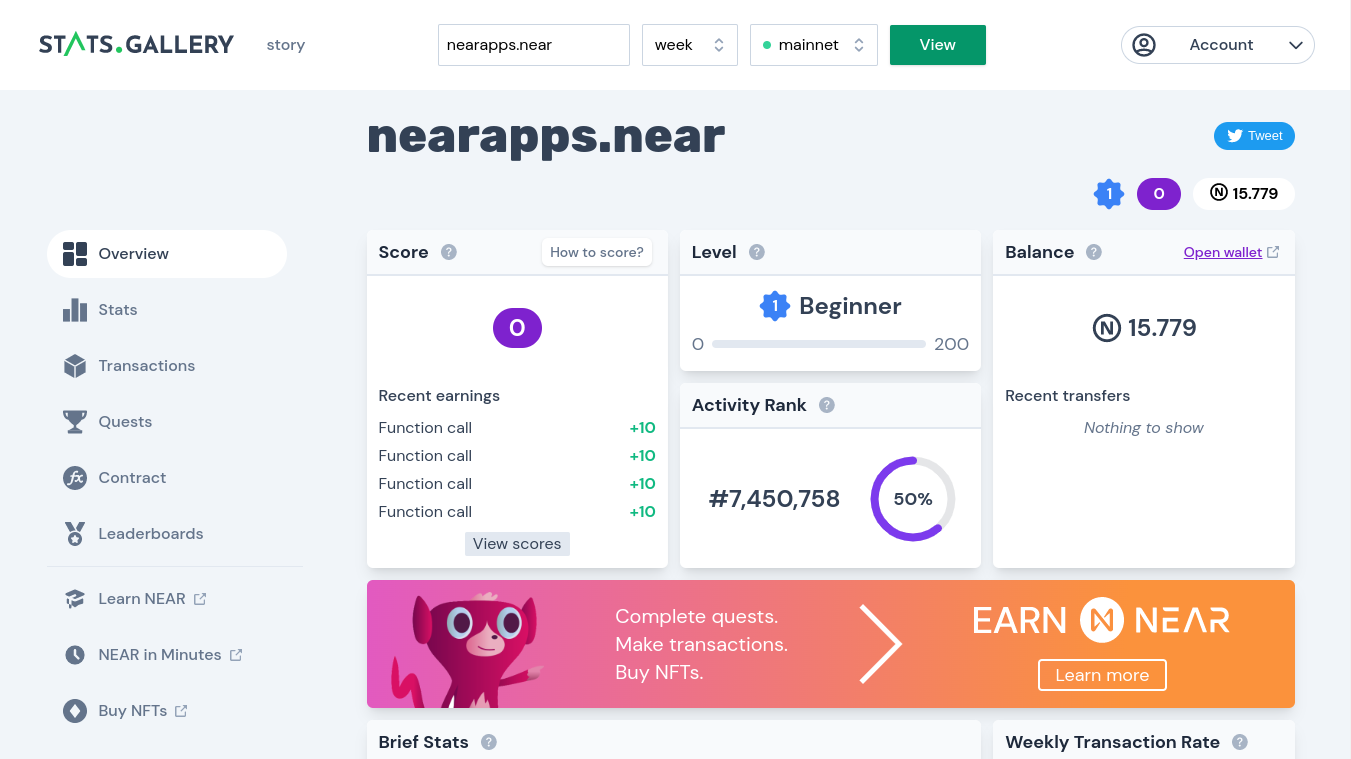 STATS.GALLERY
story
nearapps.near
week
mainnet
View
Account
nearapps.near
Tweet
1
0
N 15.779
Overview
Stats
Transactions
Quests
Contract
Leaderboards
Learn NEAR
NEAR in Minutes
Buy NFTs
Score ?
How to score?
0
Recent earnings
Function call +10
Function call +10
Function call +10
Function call +10
View scores
Level ?
1 Beginner
0 200
Activity Rank ?
#7,450,758
50%
Balance ?
Open wallet
N 15.779
Recent transfers
Nothing to show
Complete quests.
Make transactions.
Buy NFTs.
EARN N NEAR
Learn more
Brief Stats ?
Weekly Transaction Rate ?